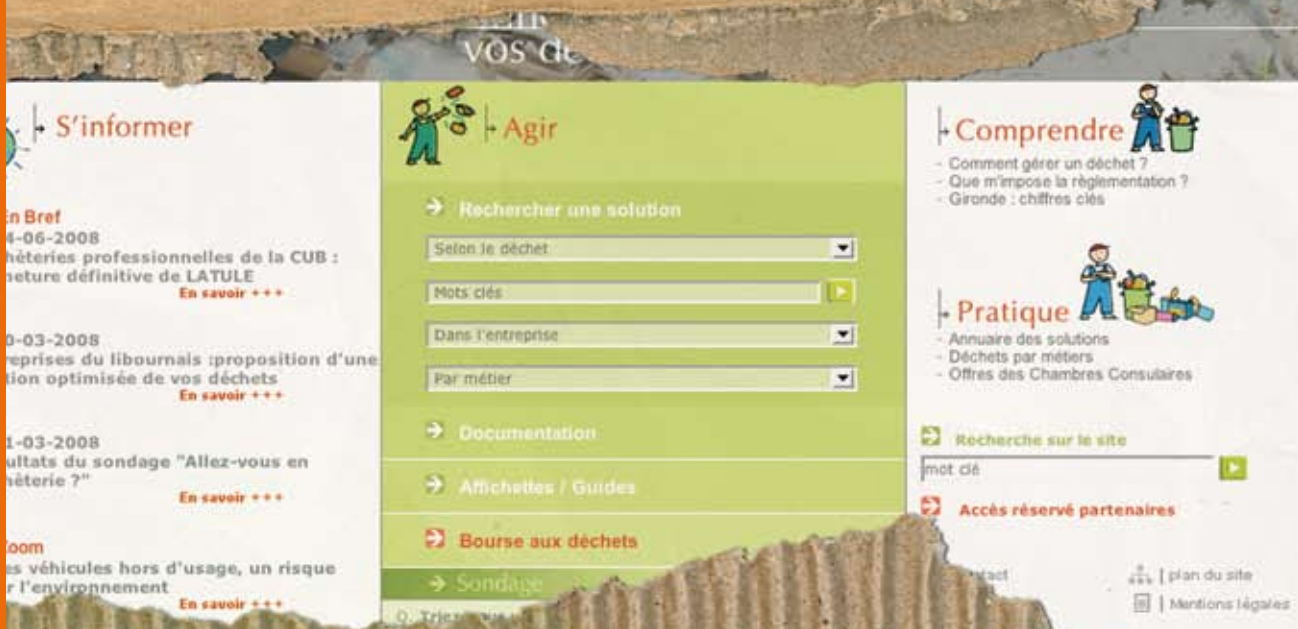 vos
S'informer
En Bref
4-06-2008
hèteries professionnelles de la CUB :
neture définitive de LATULE
En savoir +++
0-03-2008
reprises du libournais :proposition d'une
tion optimisée de vos déchets
En savoir +++
1-03-2008
ultats du sondage "Allez-vous en
hèterie ?"
En savoir +++
Zoom
es véhicules hors d'usage, un risque
r l'environnement
En savoir +++
Agir
Rechercher une solution
Selon le déchet
Mots clés
Dans l'entreprise
Par métier
Documentation
Affichettes / Guides
Bourse aux déchets
Sondage
Q.
Comprendre
- Comment gérer un déchet ?
- Que m'impose la règlementation ?
- Gironde : chiffres clés
Pratique
- Annuaire des solutions
- Déchets par métiers
- Offres des Chambres Consulaires
Recherche sur le site
mot clé
Accès réservé partenaires
tact
| plan du site
| Mentions légales